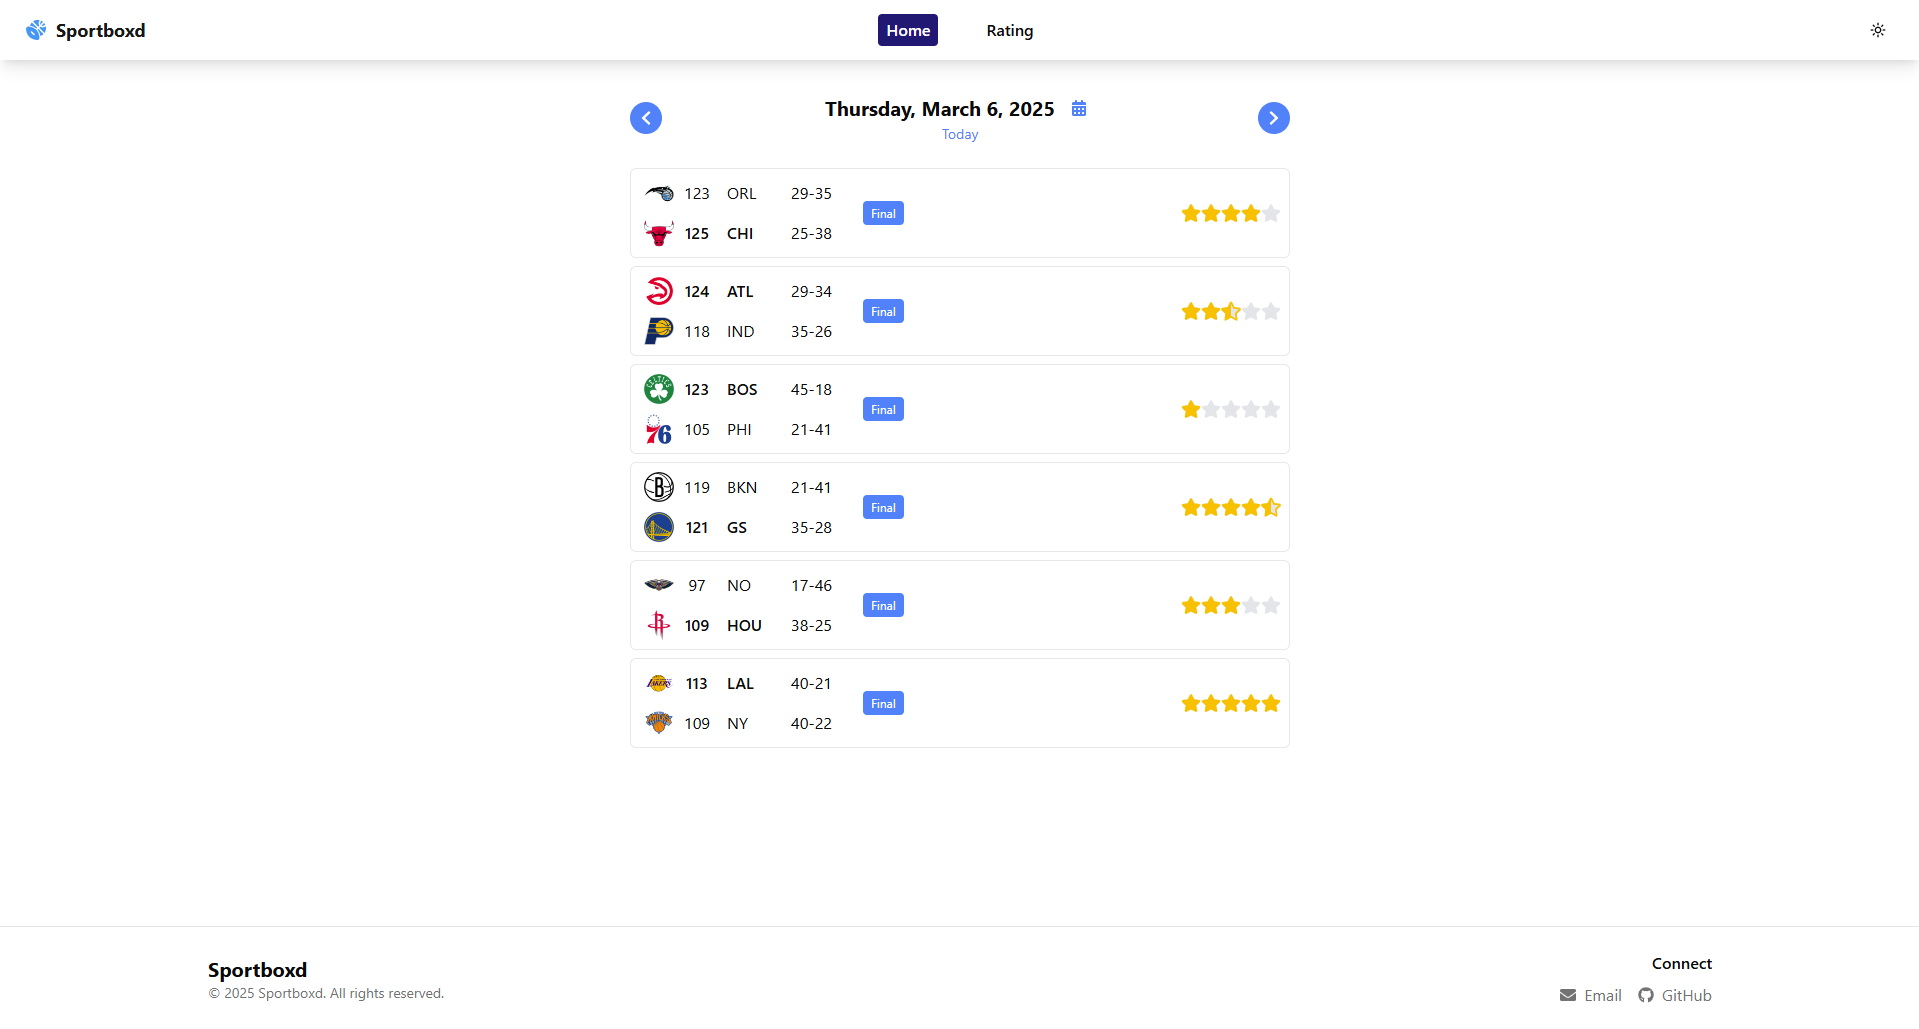 Sportboxd
Home Rating
Thursday, March 6, 2025
Today
123 ORL 29-35
Final
125 CHI 25-38
124 ATL 29-34
Final
118 IND 35-26
123 BOS 45-18
Final
105 PHI 21-41
119 BKN 21-41
Final
121 GS 35-28
97 NO 17-46
Final
109 HOU 38-25
113 LAL 40-21
Final
109 NY 40-22
Sportboxd
© 2025 Sportboxd. All rights reserved.
Connect
Email GitHub